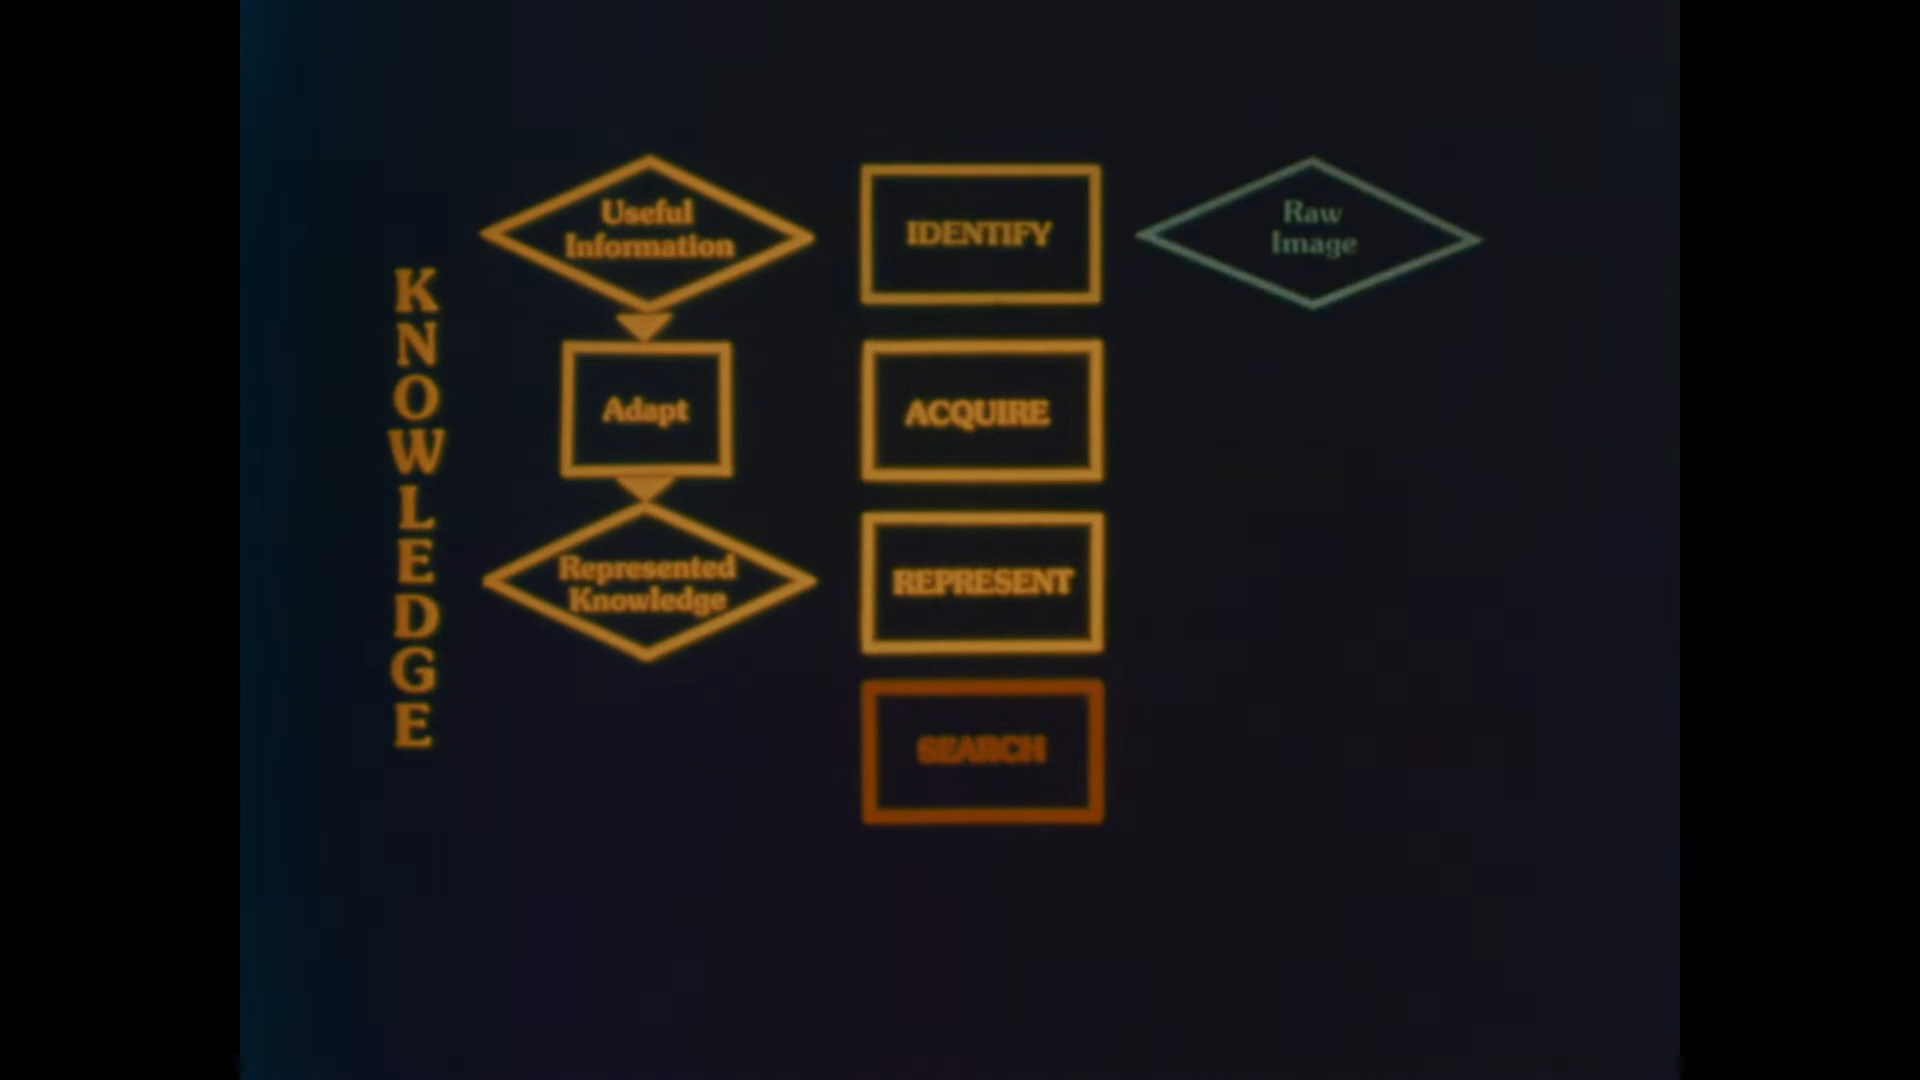 KNOWLEDGE
Useful
Information
Adapt
Represented
Knowledge
IDENTIFY
ACQUIRE
REPRESENT
SEARCH
Raw
Image